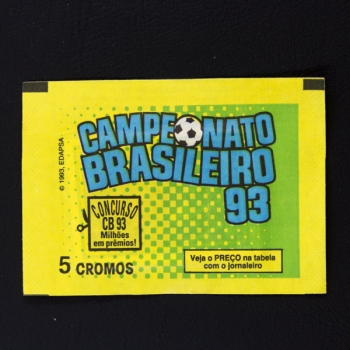 CAMPEONATO
BRASILEIRO
93
© 1993, EDAPSA
CONCURSO
CB 93
Milhões
em prêmios!
5 CROMOS
Veja o PREÇO na tabela
com o jornaleiro